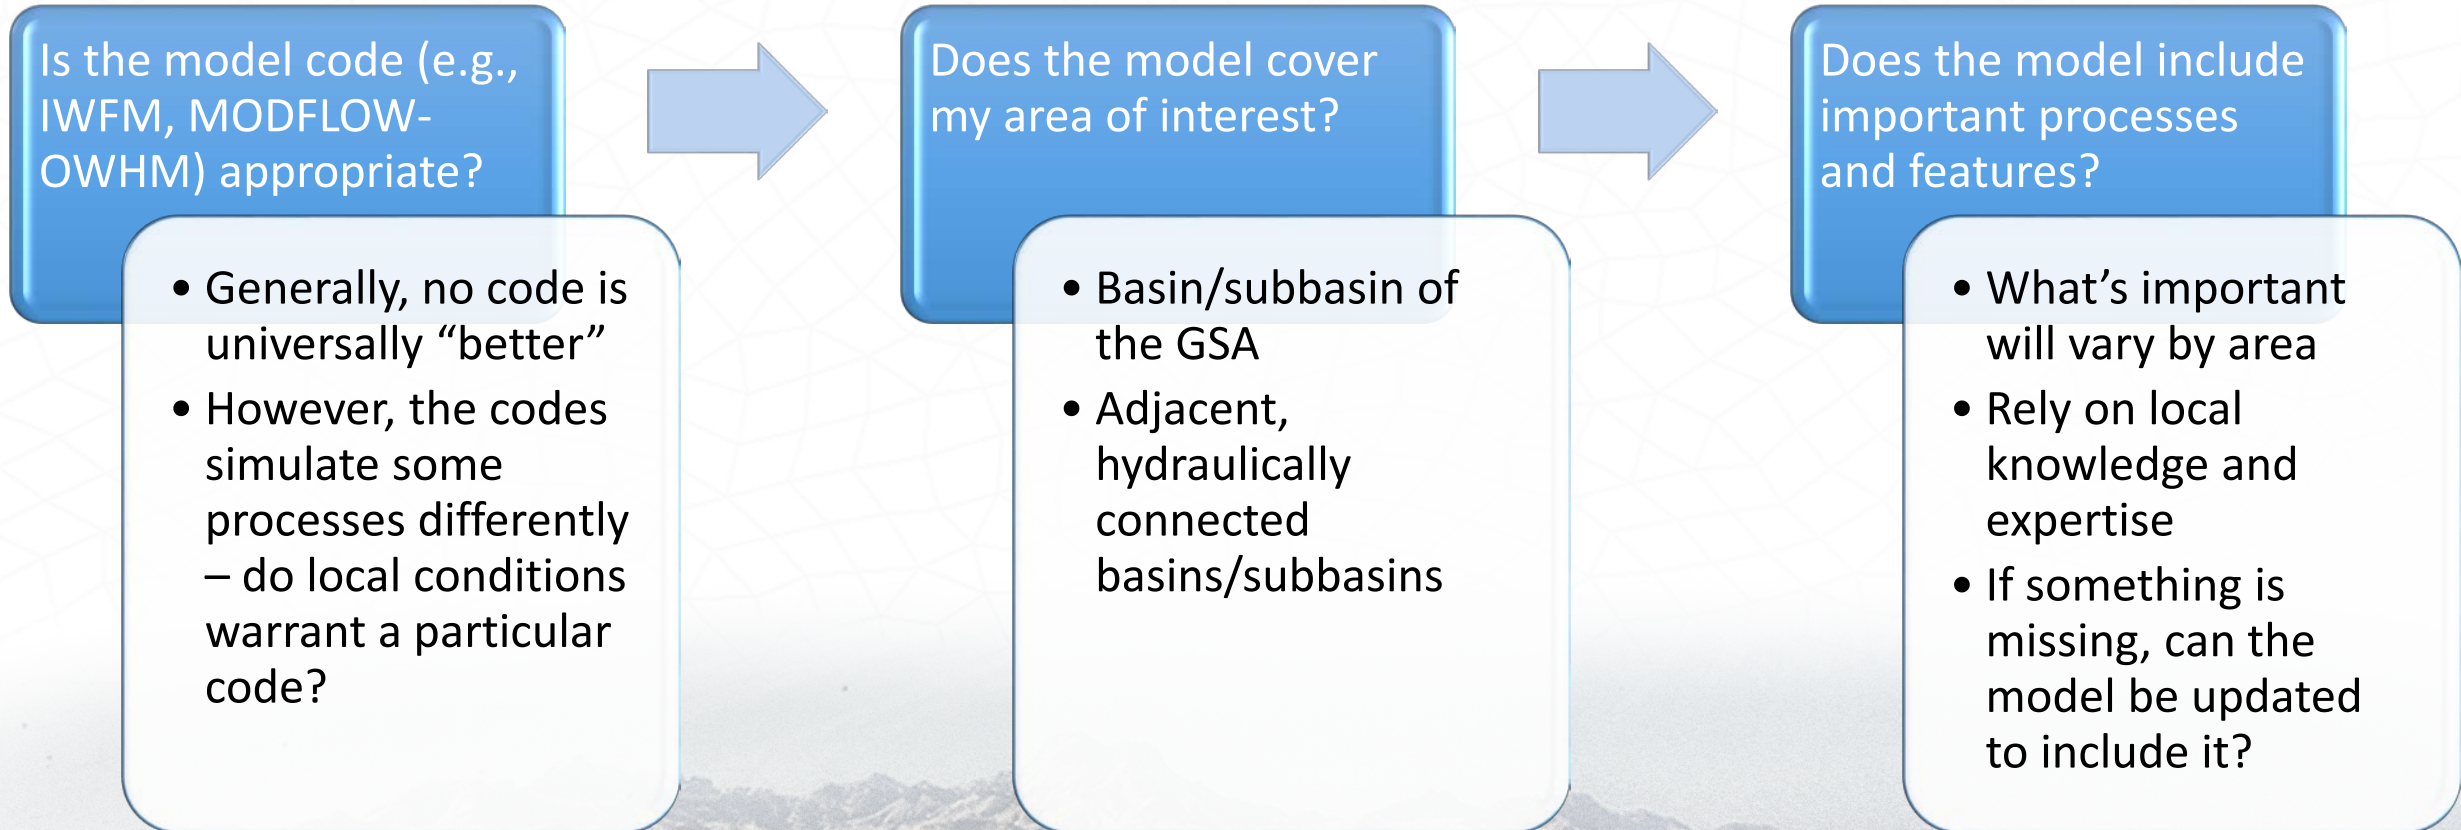 Is the model code (e.g.,
IWFM, MODFLOW-
OWHM) appropriate?
• Generally, no code is
universally “better”
• However, the codes
simulate some
processes differently
– do local conditions
warrant a particular
code?
Does the model cover
my area of interest?
• Basin/subbasin of
the GSA
• Adjacent,
hydraulically
connected
basins/subbasins
Does the model include
important processes
and features?
• What’s important
will vary by area
• Rely on local
knowledge and
expertise
• If something is
missing, can the
model be updated
to include it?